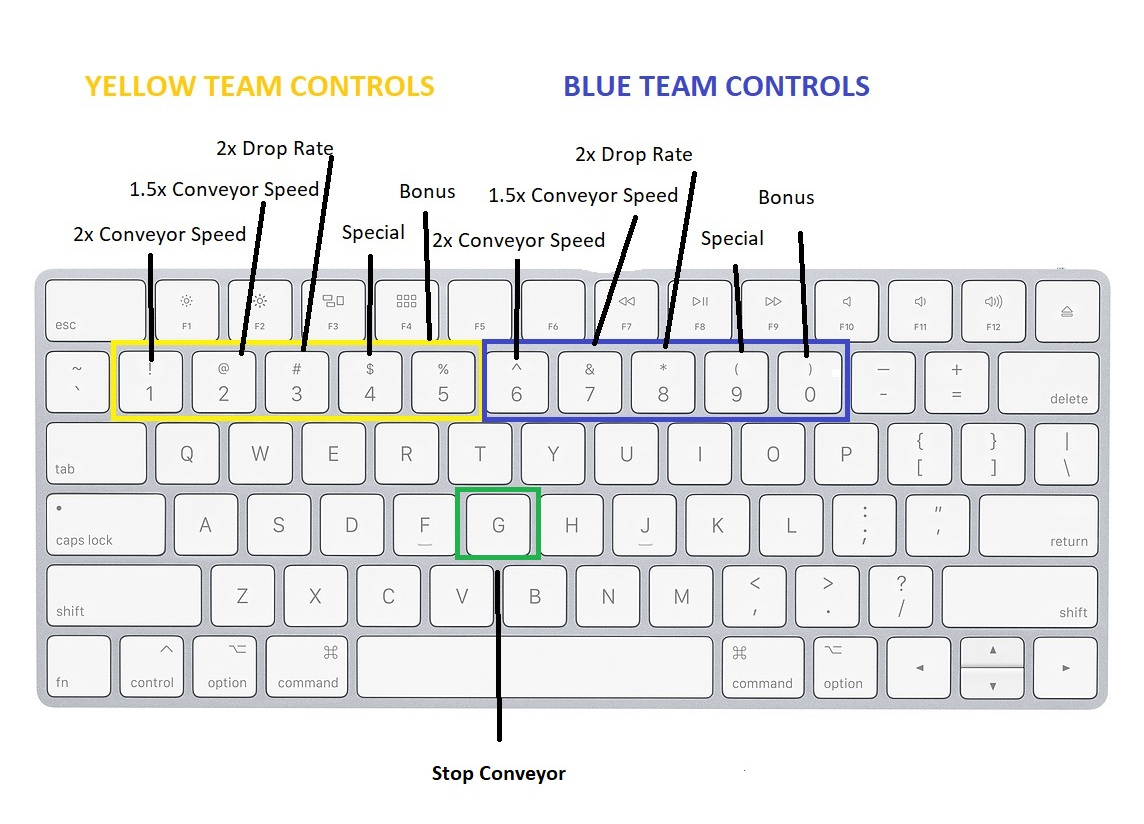 YELLOW TEAM CONTROLS
BLUE TEAM CONTROLS
2x Drop Rate
2x Drop Rate
1.5x Conveyor Speed
Bonus
1.5x Conveyor Speed
Bonus
2x Conveyor Speed
Special
2x Conveyor Speed
Special
esc F1 F2 F3 F4 F5 F6 F7 F8 F9 F10 F11 F12
~ ! @ # $ % ^ & * ( ) — +
` 1 2 3 4 5 6 7 8 9 0 - = delete
tab Q W E R T Y U I O P { [ } ] | \
caps lock A S D F G H J K L : ; " ' return
shift Z X C V B N M < , > . ? / shift
fn control option command command option
Stop Conveyor